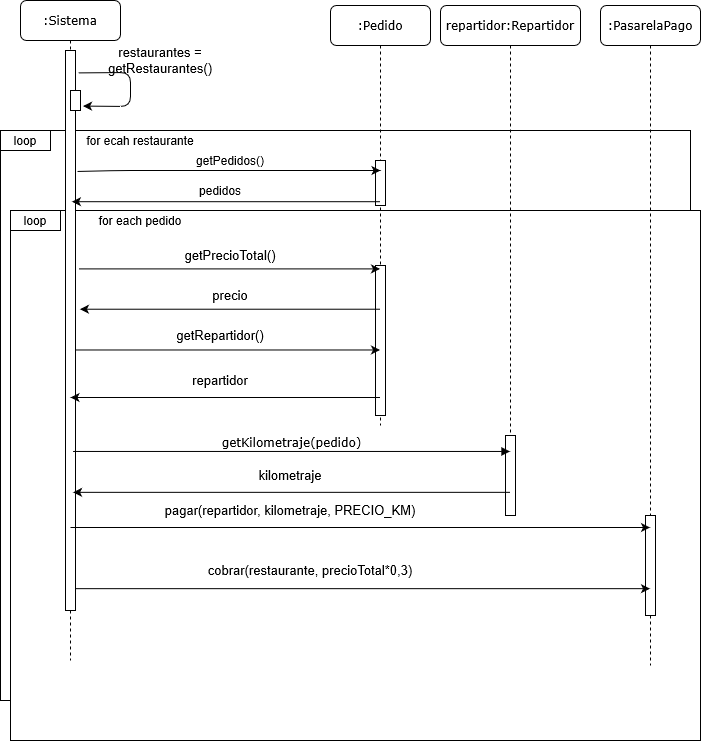 :Sistema
:Pedido
repartidor:Repartidor
:PasarelaPago
restaurantes =
getRestaurantes()
loop
for ecah restaurante
getPedidos()
pedidos
loop
for each pedido
getPrecioTotal()
precio
getRepartidor()
repartidor
getKilometraje(pedido)
kilometraje
pagar(repartidor, kilometraje, PRECIO_KM)
cobrar(restaurante, precioTotal*0,3)